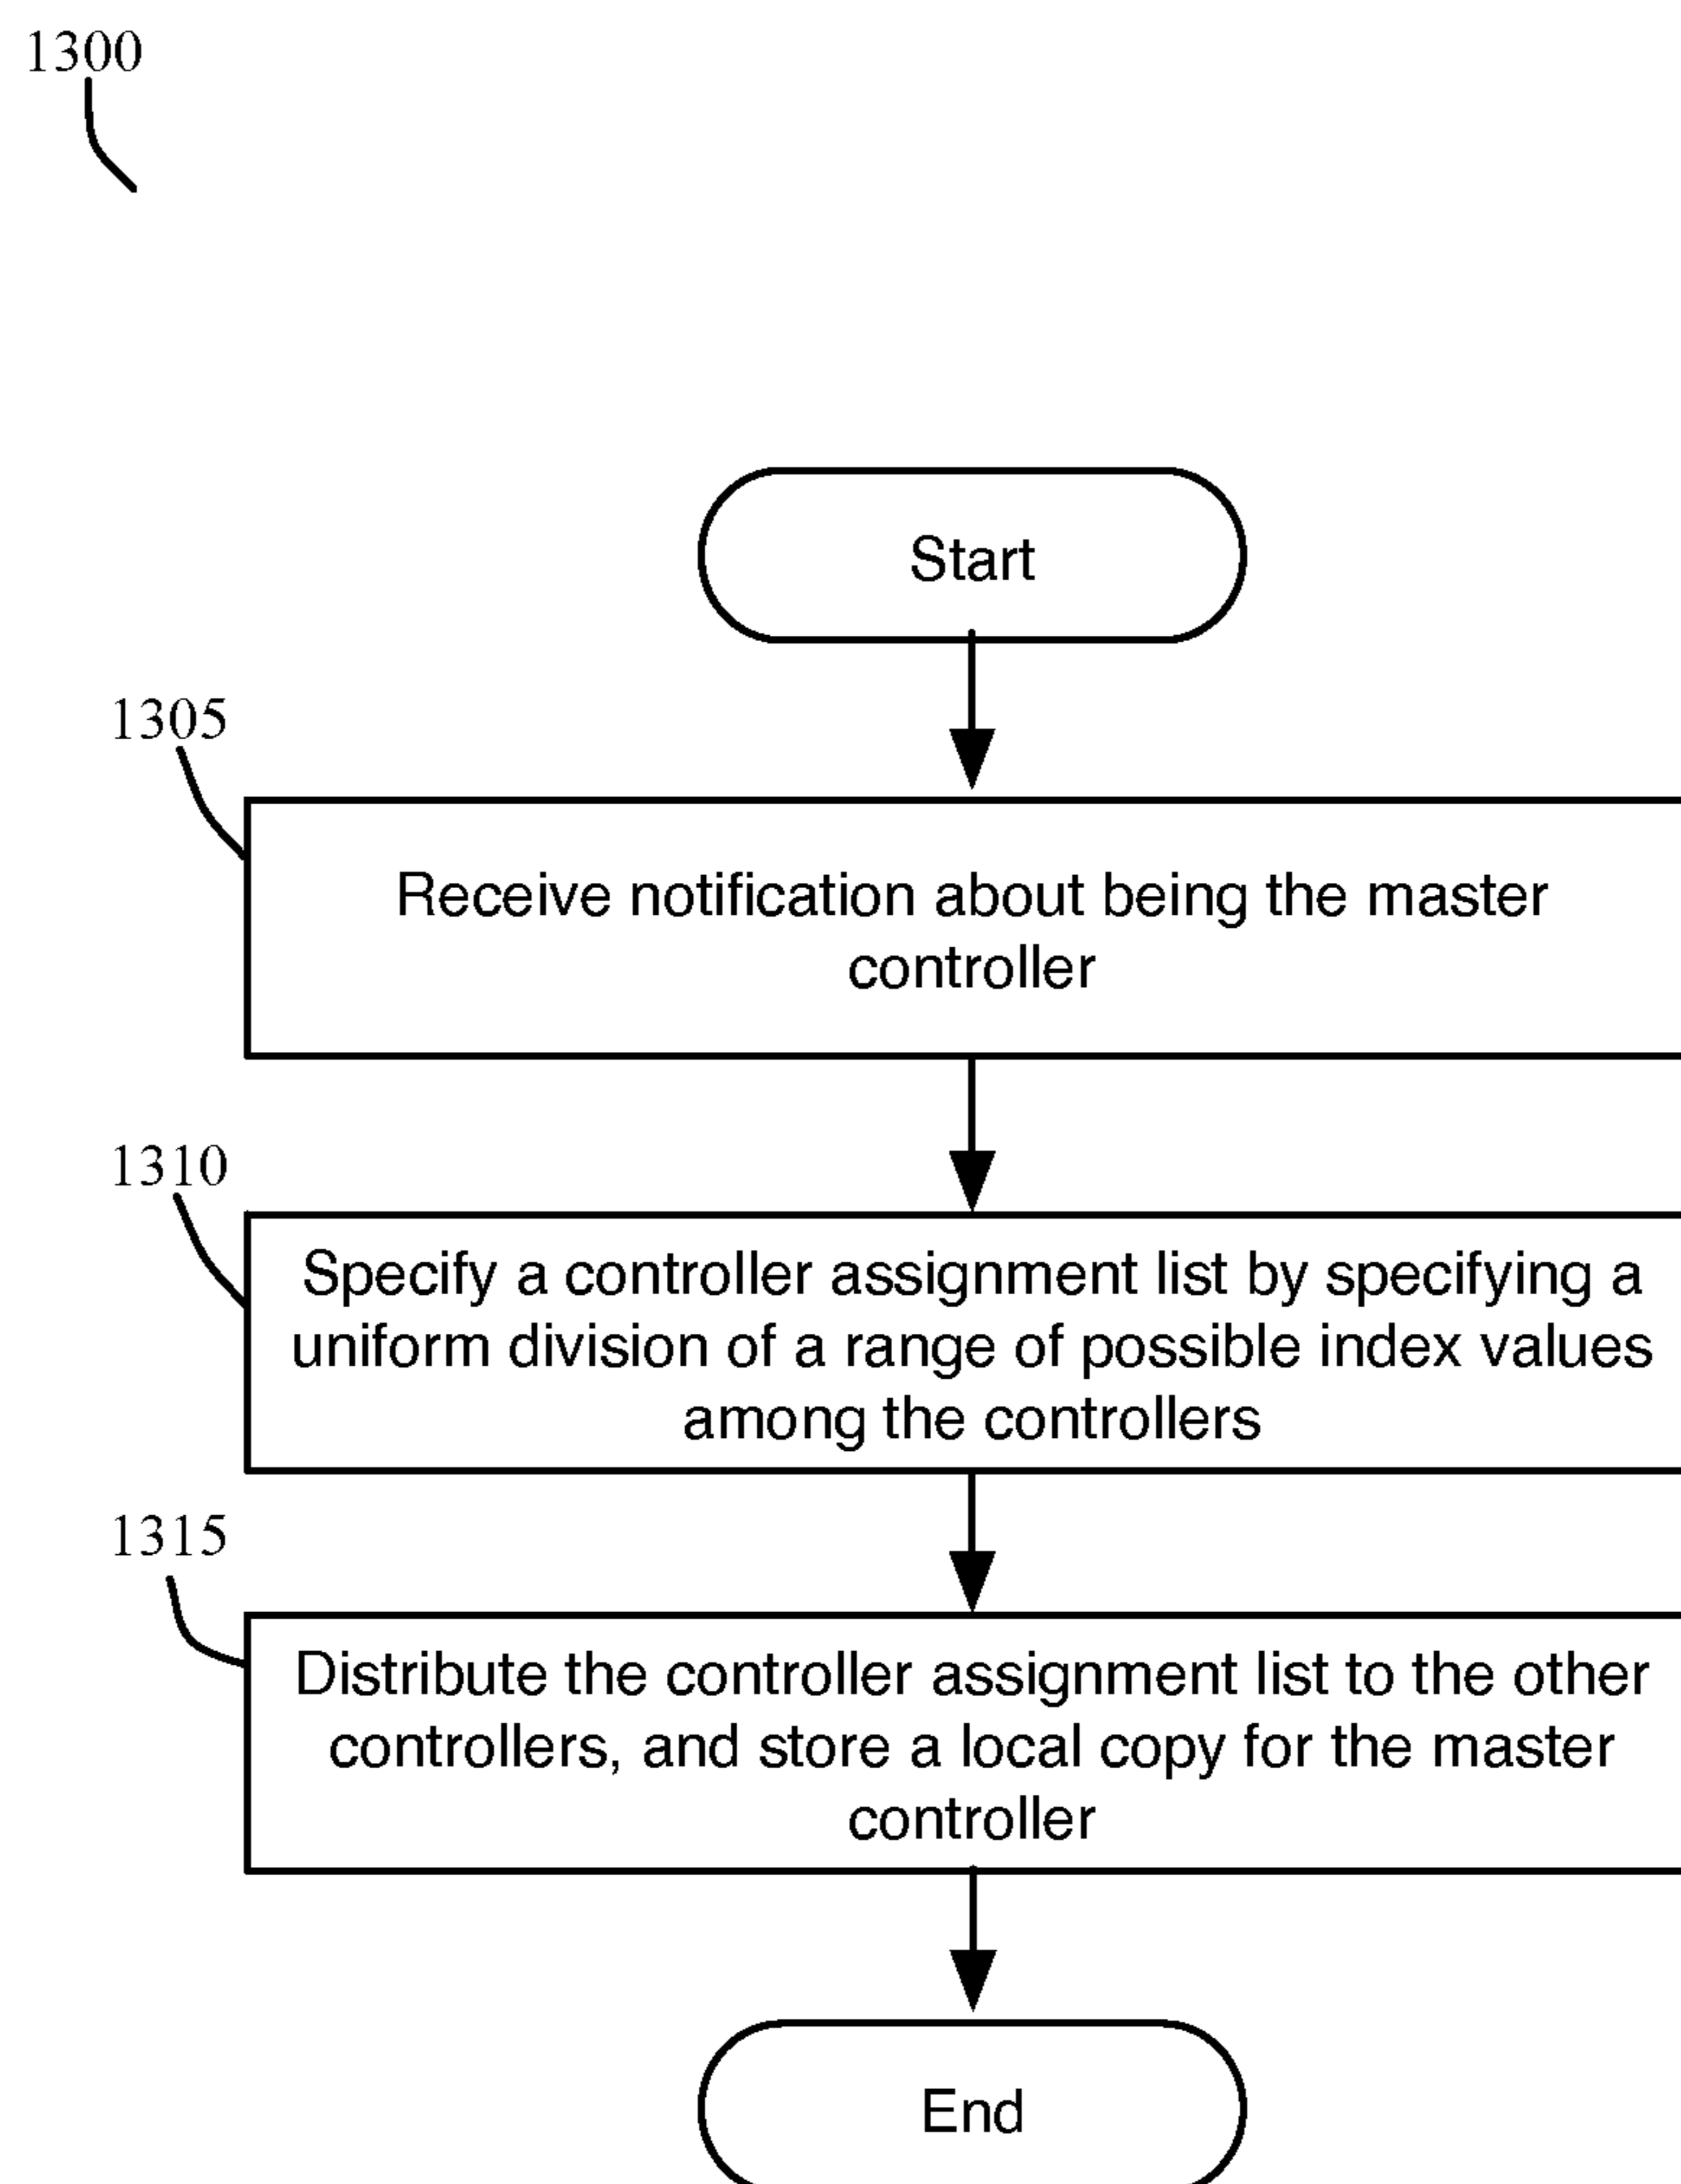 1300
Start
1305
Receive notification about being the master
controller
1310
Specify a controller assignment list by specifying a
uniform division of a range of possible index values
among the controllers
1315
Distribute the controller assignment list to the other
controllers, and store a local copy for the master
controller
End